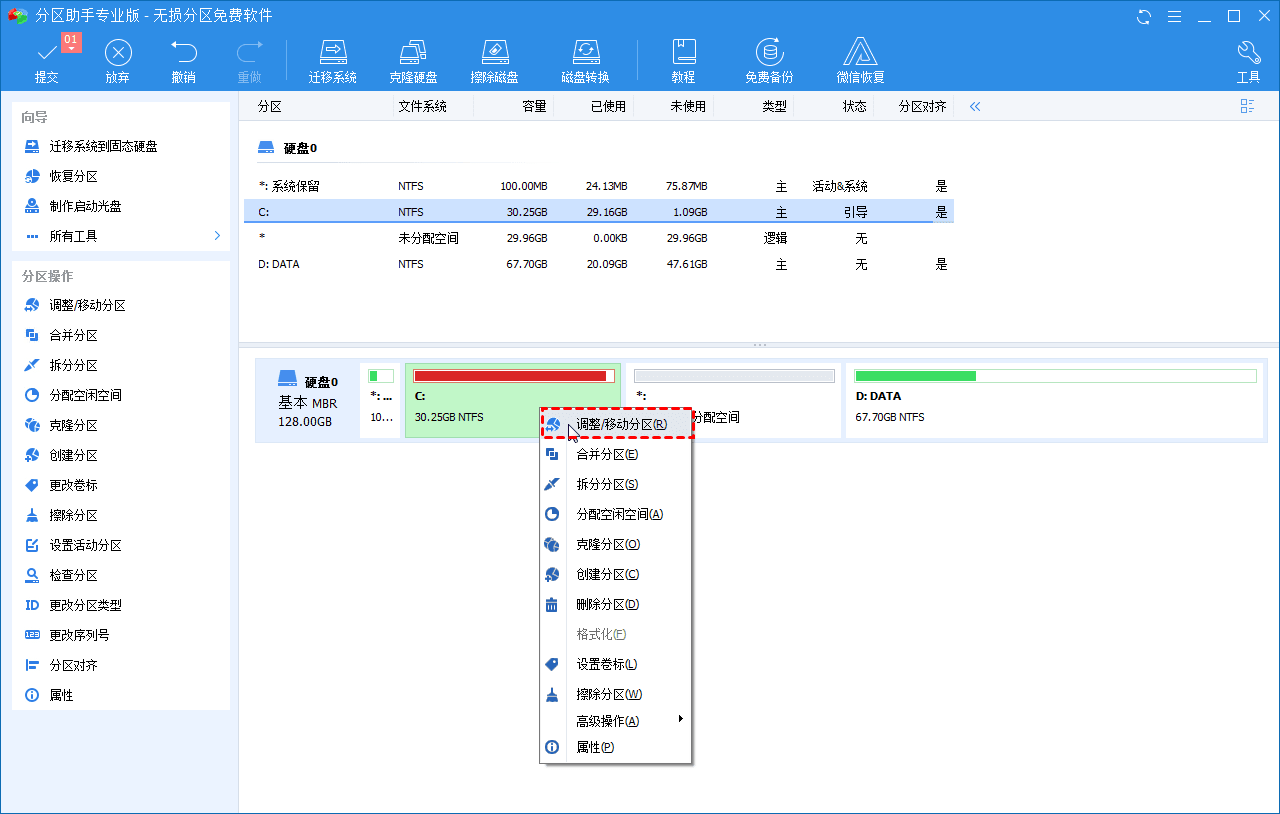 分区助手专业版 - 无损分区免费软件
01
提交 放弃 撤销 重做 迁移系统 克隆硬盘 擦除磁盘 磁盘转换 教程 免费备份 微信恢复 工具
向导
迁移系统到固态硬盘
恢复分区
制作启动光盘
所有工具
分区操作
调整/移动分区
合并分区
拆分分区
分配空闲空间
克隆分区
创建分区
更改卷标
擦除分区
设置活动分区
检查分区
ID 更改分区类型
123 更改序列号
分区对齐
属性
分区 文件系统 容量 已使用 未使用 类型 状态 分区对齐
硬盘0
*: 系统保留 NTFS 100.00MB 24.13MB 75.87MB 主 活动&系统 是
C: NTFS 30.25GB 29.16GB 1.09GB 主 引导 是
* 未分配空间 29.96GB 0.00KB 29.96GB 逻辑 无
D: DATA NTFS 67.70GB 20.09GB 47.61GB 主 无 是
硬盘0
基本 MBR
128.00GB
*: ...
10...
C:
30.25GB NTFS
*:
分配空间
D: DATA
67.70GB NTFS
调整/移动分区(R)
合并分区(E)
拆分分区(S)
分配空闲空间(A)
克隆分区(O)
创建分区(C)
删除分区(D)
格式化(F)
设置卷标(L)
擦除分区(W)
高级操作(A)
属性(P)